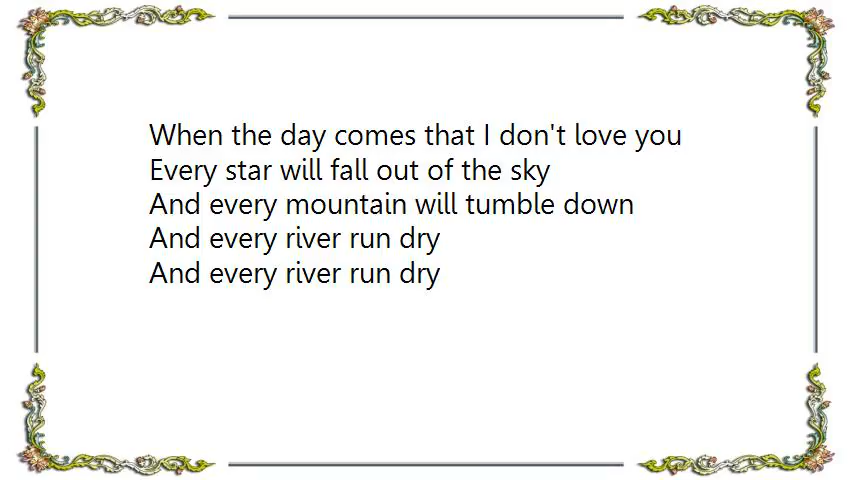 When the day comes that I don't love you
Every star will fall out of the sky
And every mountain will tumble down
And every river run dry
And every river run dry